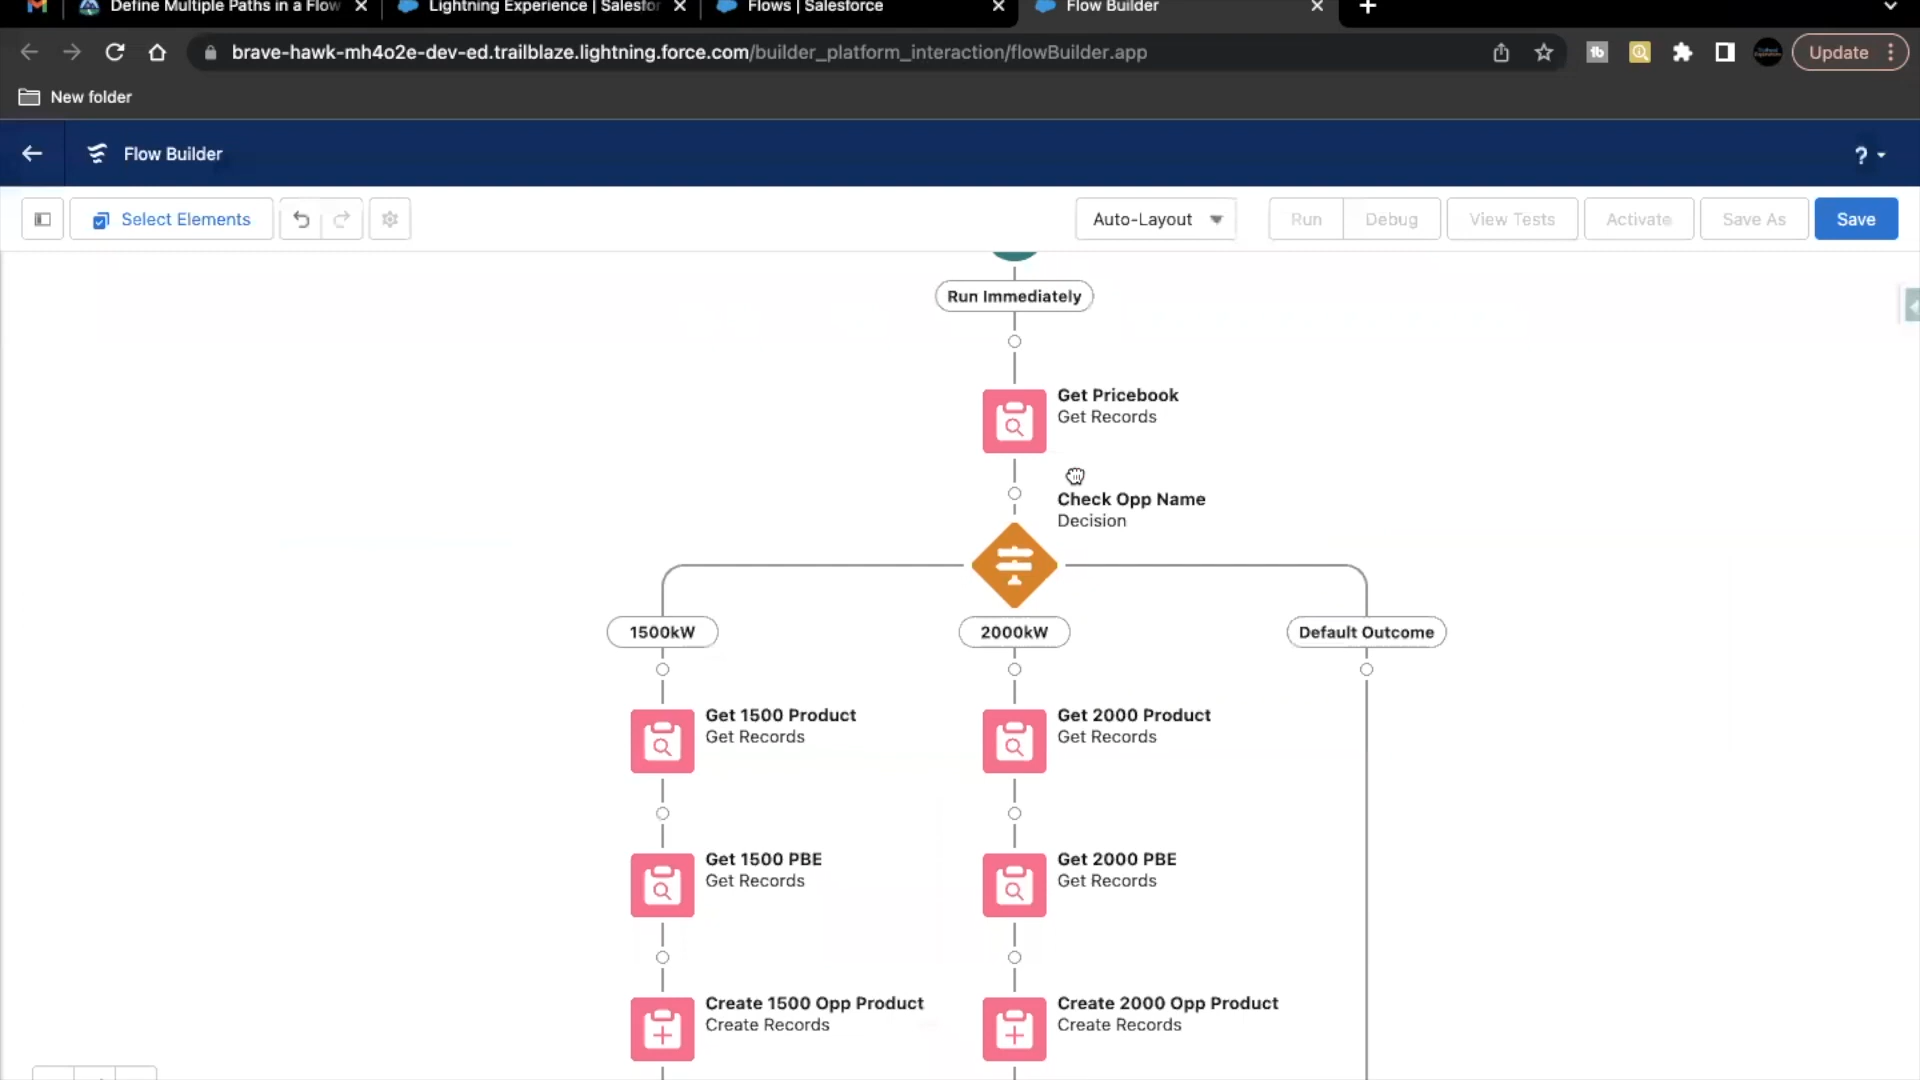 Define Multiple Paths in a Flow
Lightning Experience | Salesfor
Flows | Salesforce
Flow Builder
brave-hawk-mh4o2e-dev-ed.trailblaze.lightning.force.com/builder_platform_interaction/flowBuilder.app
Update
New folder
Flow Builder
?
Select Elements
Auto-Layout
Run
Debug
View Tests
Activate
Save As
Save
Run Immediately
Get Pricebook
Get Records
Check Opp Name
Decision
1500kW
2000kW
Default Outcome
Get 1500 Product
Get Records
Get 2000 Product
Get Records
Get 1500 PBE
Get Records
Get 2000 PBE
Get Records
Create 1500 Opp Product
Create Records
Create 2000 Opp Product
Create Records